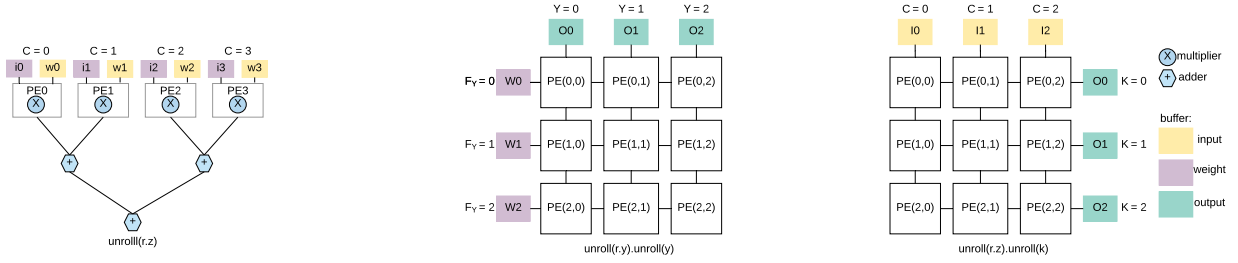 C = 0 C = 1 C = 2 C = 3
i0 w0 i1 w1 i2 w2 i3 w3
PE0 PE1 PE2 PE3
X X X X
+ +
+
unrolll(r.z)
Y = 0 Y = 1 Y = 2
O0 O1 O2
FY = 0 W0 PE(0,0) PE(0,1) PE(0,2)
FY = 1 W1 PE(1,0) PE(1,1) PE(1,2)
FY = 2 W2 PE(2,0) PE(2,1) PE(2,2)
unroll(r.y).unroll(y)
C = 0 C = 1 C = 2
I0 I1 I2
PE(0,0) PE(0,1) PE(0,2) O0 K = 0
PE(1,0) PE(1,1) PE(1,2) O1 K = 1
PE(2,0) PE(2,1) PE(2,2) O2 K = 2
unroll(r.z).unroll(k)
X multiplier
+ adder
buffer:
input
weight
output